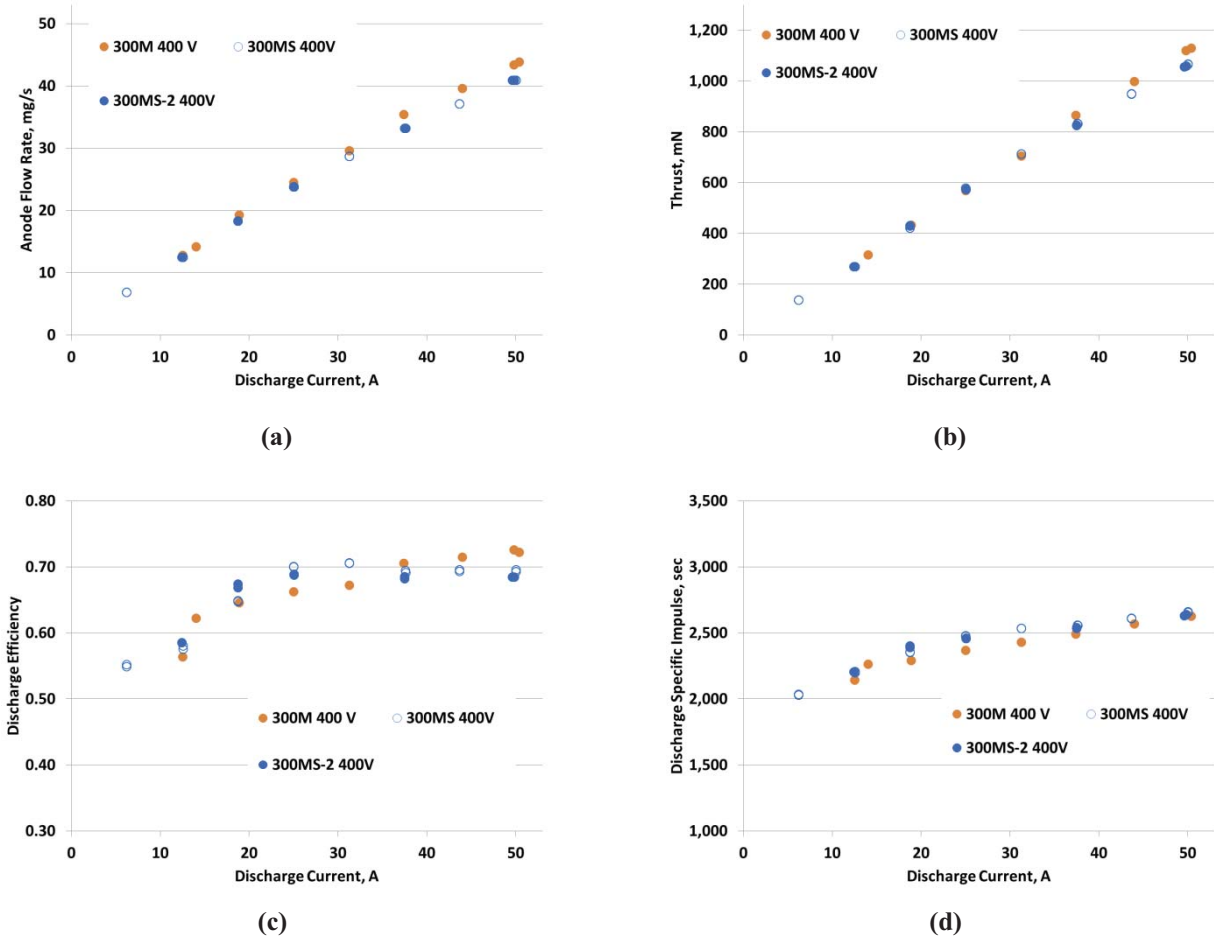 50
40
30
20
10
0
Anode Flow Rate, mg/s
300M 400 V
300MS 400V
300MS-2 400V
0 10 20 30 40 50
Discharge Current, A
(a)
1,200
1,000
800
600
400
200
0
Thrust, mN
300M 400 V
300MS 400V
300MS-2 400V
0 10 20 30 40 50
Discharge Current, A
(b)
0.80
0.70
0.60
0.50
0.40
0.30
Discharge Efficiency
300M 400 V
300MS 400V
300MS-2 400V
0 10 20 30 40 50
Discharge Current, A
(c)
3,500
3,000
2,500
2,000
1,500
1,000
Discharge Specific Impulse, sec
300M 400 V
300MS 400V
300MS-2 400V
0 10 20 30 40 50
Discharge Current, A
(d)